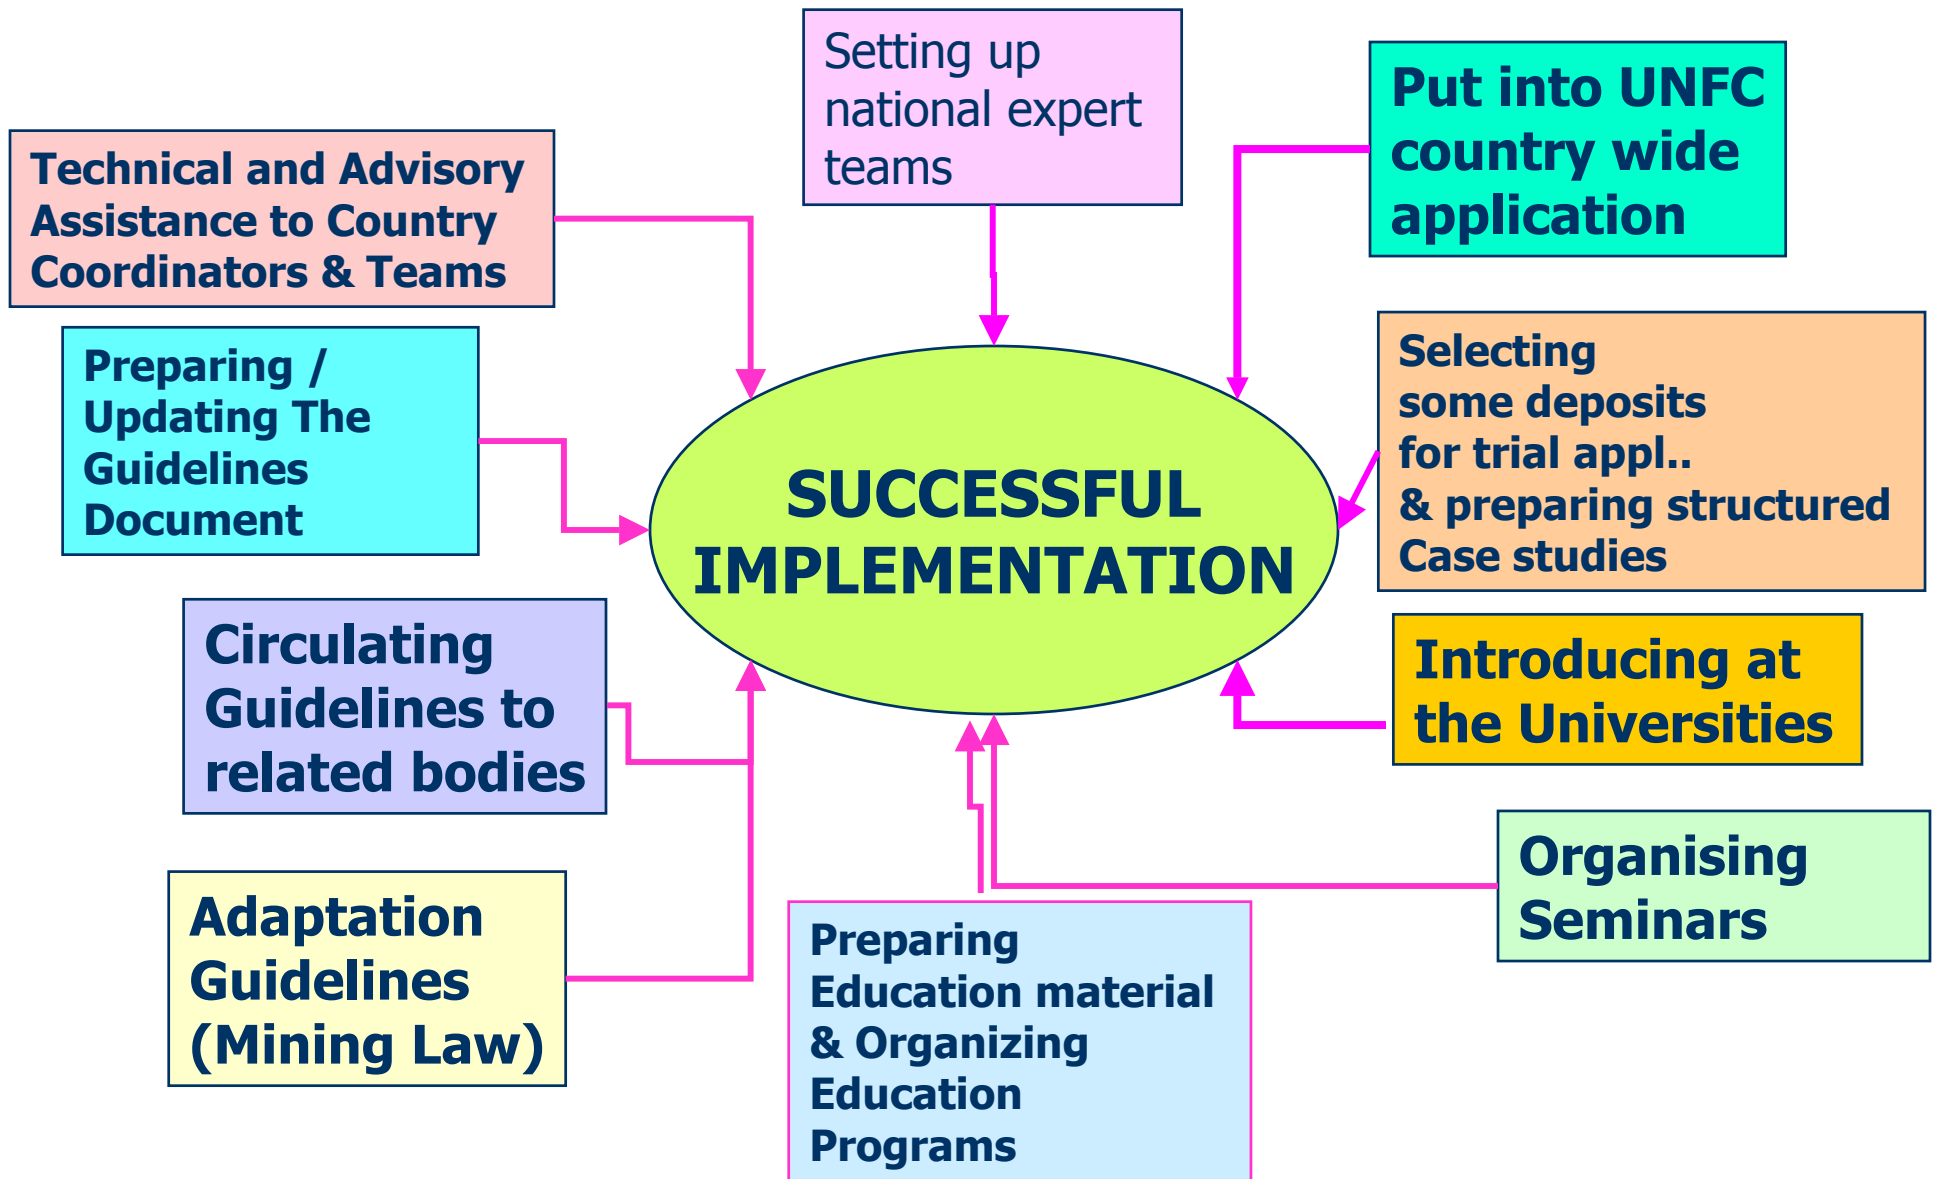 Setting up
national expert
teams
Put into UNFC
country wide
application
Technical and Advisory
Assistance to Country
Coordinators & Teams
Preparing /
Updating The
Guidelines
Document
Selecting
some deposits
for trial appl..
& preparing structured
Case studies
SUCCESSFUL
IMPLEMENTATION
Circulating
Guidelines to
related bodies
Introducing at
the Universities
Adaptation
Guidelines
(Mining Law)
Organising
Seminars
Preparing
Education material
& Organizing
Education
Programs